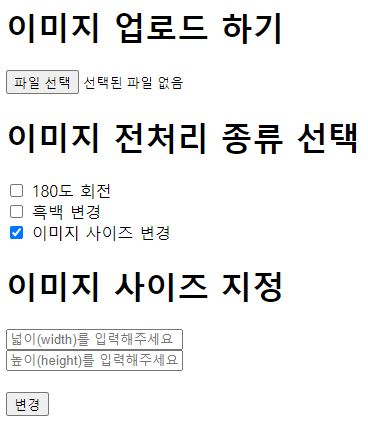 이미지 업로드 하기
파일 선택 선택된 파일 없음
이미지 전처리 종류 선택
180도 회전
흑백 변경
이미지 사이즈 변경
이미지 사이즈 지정
넓이(width)를 입력해주세요
높이(height)를 입력해주세요
변경